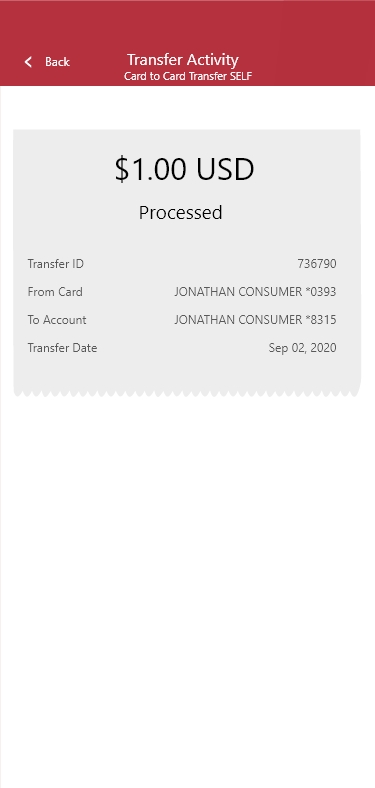 Back
Transfer Activity
Card to Card Transfer SELF
$1.00 USD
Processed
Transfer ID 736790
From Card JONATHAN CONSUMER *0393
To Account JONATHAN CONSUMER *8315
Transfer Date Sep 02, 2020